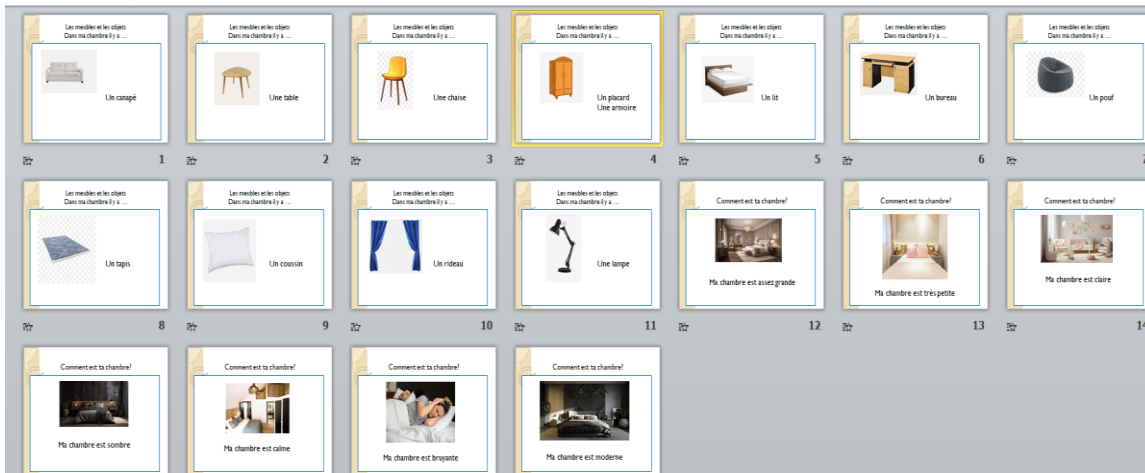 Les meubles et les objets
Dans ma chambre il y a ....
Un canapé
1
Les meubles et les objets
Dans ma chambre il y a ....
Une table
2
Les meubles et les objets
Dans ma chambre il y a ....
Une chaise
3
Les meubles et les objets
Dans ma chambre il y a ....
Un placard
Une armoire
4
Les meubles et les objets
Dans ma chambre il y a ....
Un lit
5
Les meubles et les objets
Dans ma chambre il y a ....
Un bureau
6
Les meubles et les objets
Dans ma chambre il y a ....
Un pouf
7
Les meubles et les objets
Dans ma chambre il y a ....
Un tapis
8
Les meubles et les objets
Dans ma chambre il y a ....
Un coussin
9
Les meubles et les objets
Dans ma chambre il y a ....
Un rideau
10
Les meubles et les objets
Dans ma chambre il y a ....
Une lampe
11
Comment est ta chambre?
Ma chambre est assez grande
12
Comment est ta chambre?
Ma chambre est très petite
13
Comment est ta chambre?
Ma chambre est claire
14
Comment est ta chambre?
Ma chambre est sombre
Comment est ta chambre?
Ma chambre est calme
Comment est ta chambre?
Ma chambre est bruyante
Comment est ta chambre?
Ma chambre est moderne